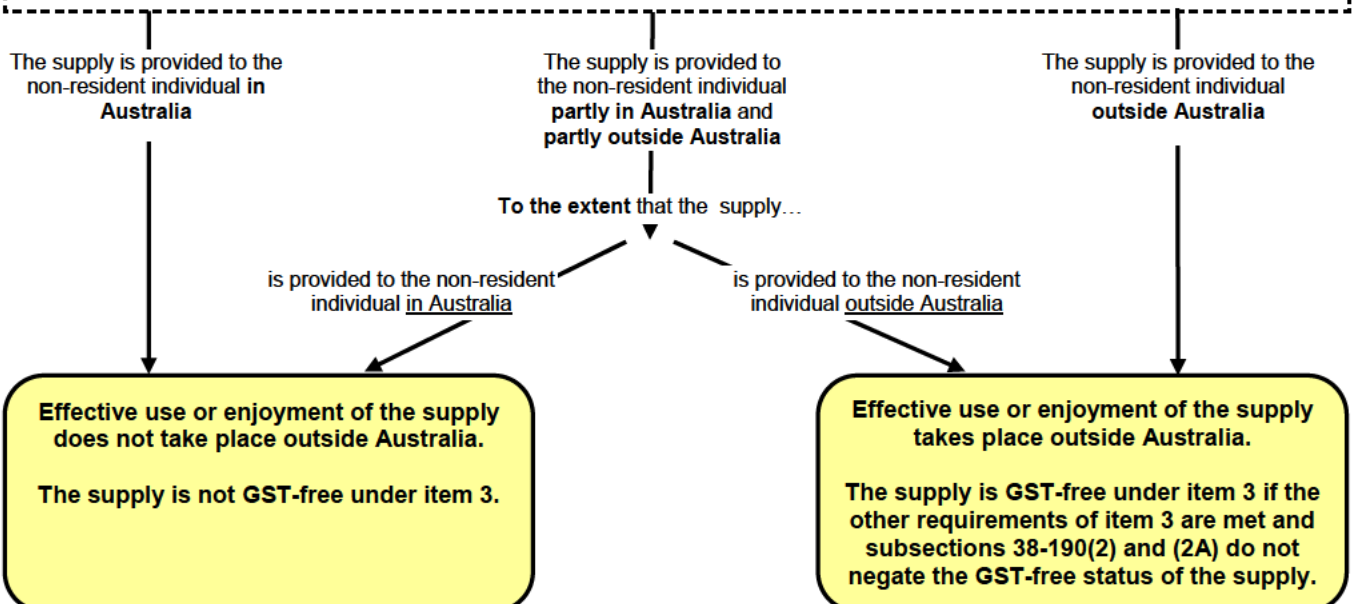 The supply is provided to the
non-resident individual in
Australia
The supply is provided to
the non-resident individual
partly in Australia and
partly outside Australia
The supply is provided to the
non-resident individual
outside Australia
To the extent that the  supply…
is provided to the non-resident
individual in Australia
is provided to the non-resident
individual outside Australia
Effective use or enjoyment of the supply
does not take place outside Australia.
The supply is not GST-free under item 3.
Effective use or enjoyment of the supply
takes place outside Australia.
The supply is GST-free under item 3 if the
other requirements of item 3 are met and
subsections 38-190(2) and (2A) do not
negate the GST-free status of the supply.